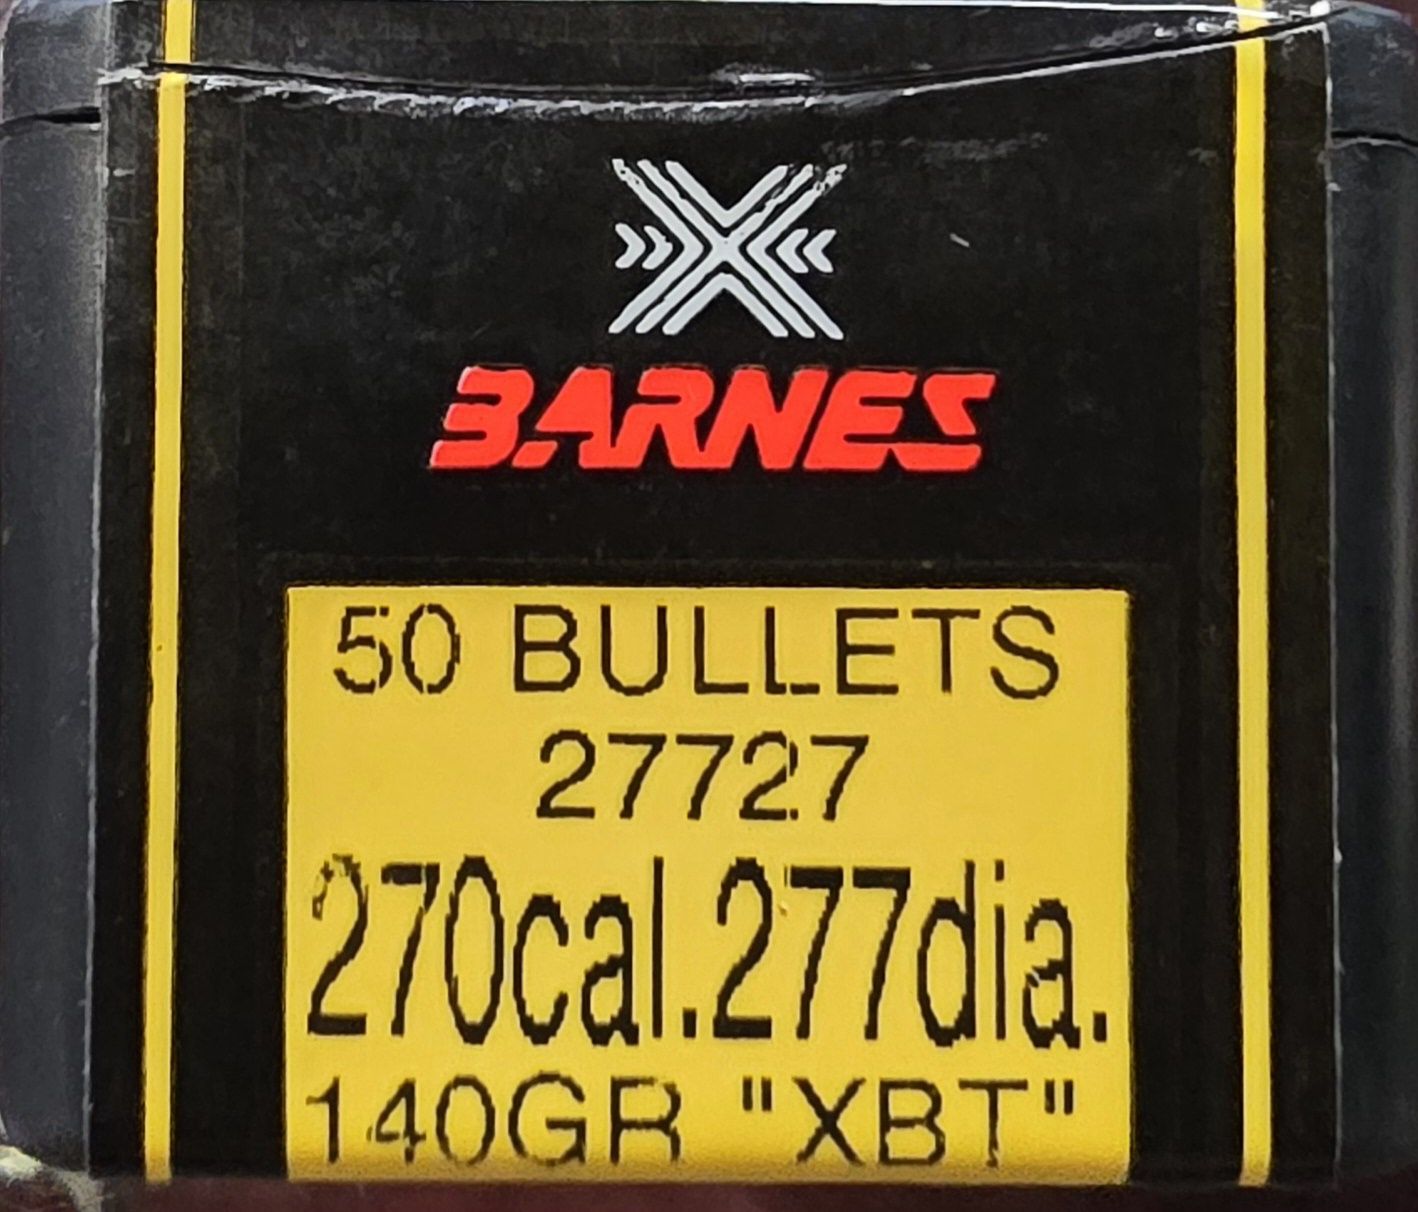 BARNES
50 BULLETS
27727
270cal.277dia.
140GR "XBT"